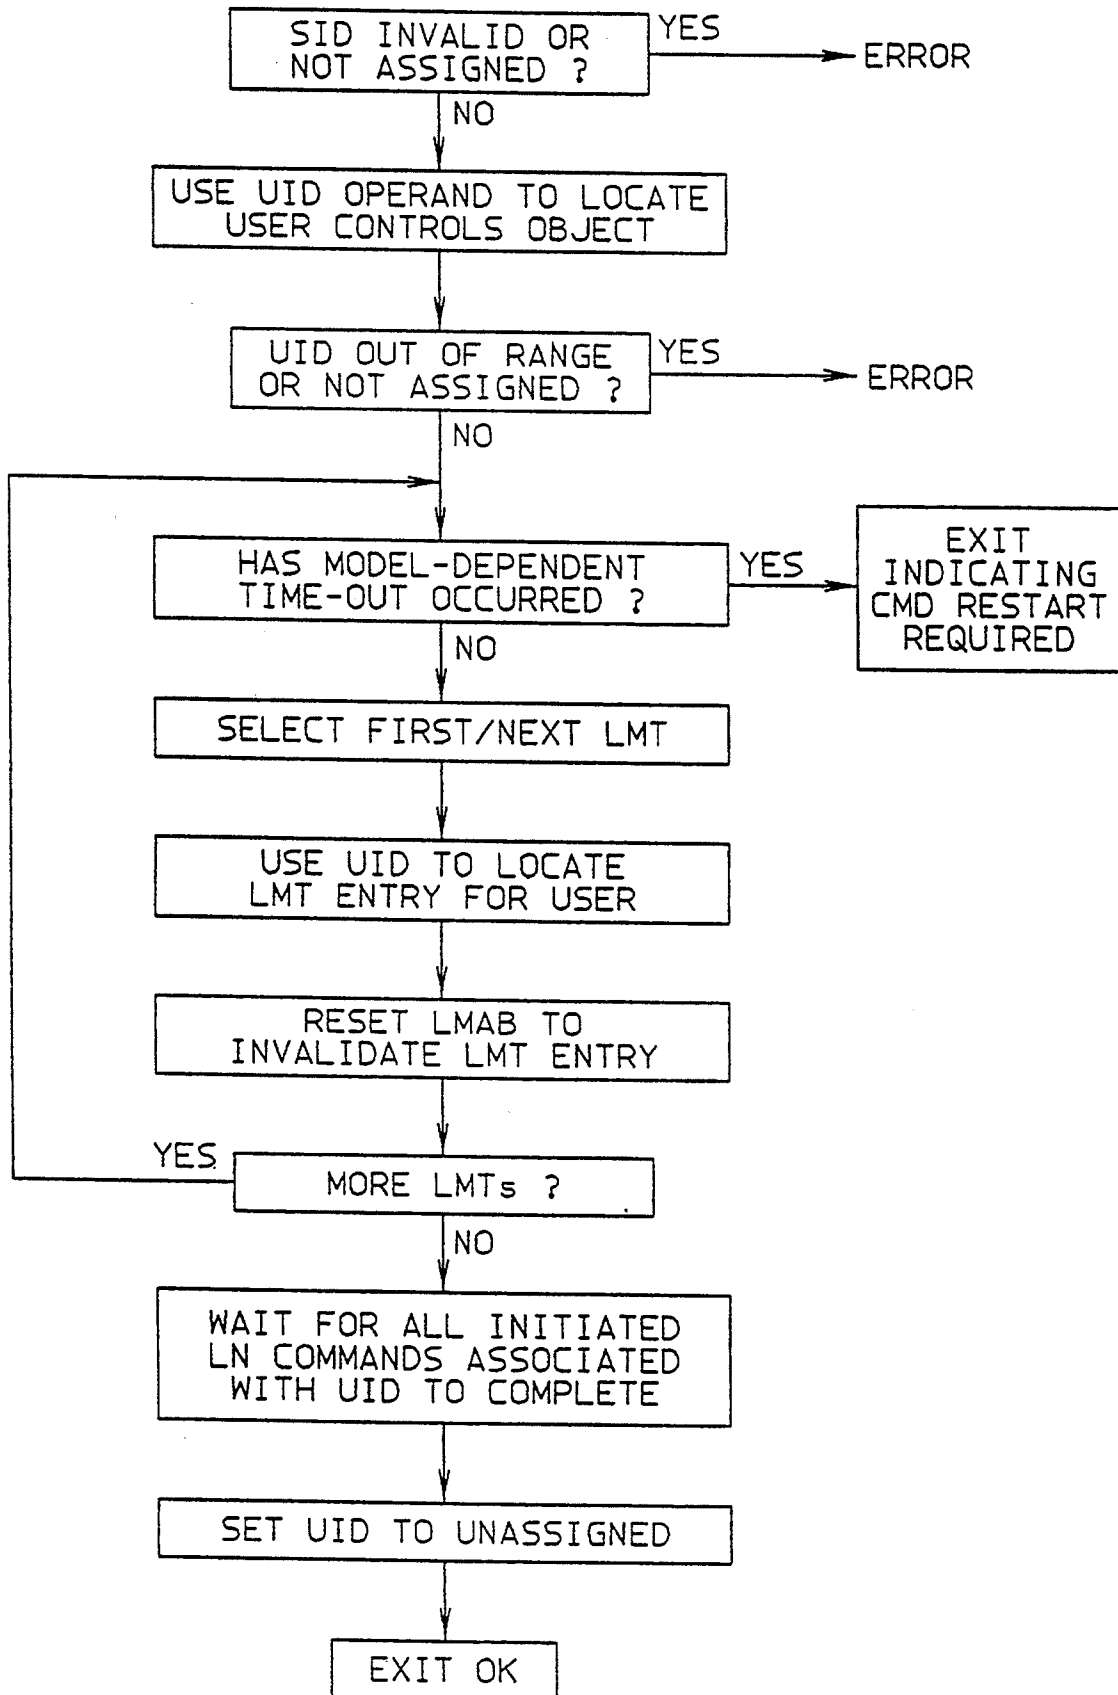 SID INVALID OR
NOT ASSIGNED ?
YES
ERROR
NO
USE UID OPERAND TO LOCATE
USER CONTROLS OBJECT
UID OUT OF RANGE
OR NOT ASSIGNED ?
YES
ERROR
NO
HAS MODEL-DEPENDENT
TIME-OUT OCCURRED ?
YES
EXIT
INDICATING
CMD RESTART
REQUIRED
NO
SELECT FIRST/NEXT LMT
USE UID TO LOCATE
LMT ENTRY FOR USER
RESET LMAB TO
INVALIDATE LMT ENTRY
YES
MORE LMTs ?
NO
WAIT FOR ALL INITIATED
LN COMMANDS ASSOCIATED
WITH UID TO COMPLETE
SET UID TO UNASSIGNED
EXIT OK